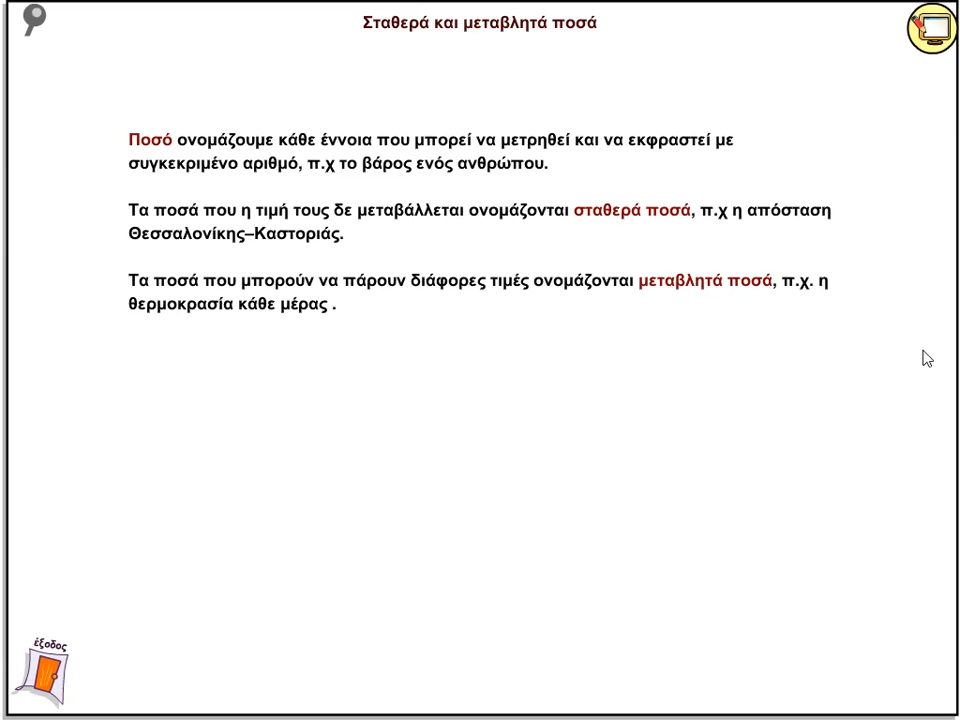 Σταθερά και μεταβλητά ποσά
Ποσό ονομάζουμε κάθε έννοια που μπορεί να μετρηθεί και να εκφραστεί με
συγκεκριμένο αριθμό, π.χ το βάρος ενός ανθρώπου.
Τα ποσά που η τιμή τους δε μεταβάλλεται ονομάζονται σταθερά ποσά, π.χ η απόσταση
Θεσσαλονίκης–Καστοριάς.
Τα ποσά που μπορούν να πάρουν διάφορες τιμές ονομάζονται μεταβλητά ποσά, π.χ. η
θερμοκρασία κάθε μέρας .
έξοδος